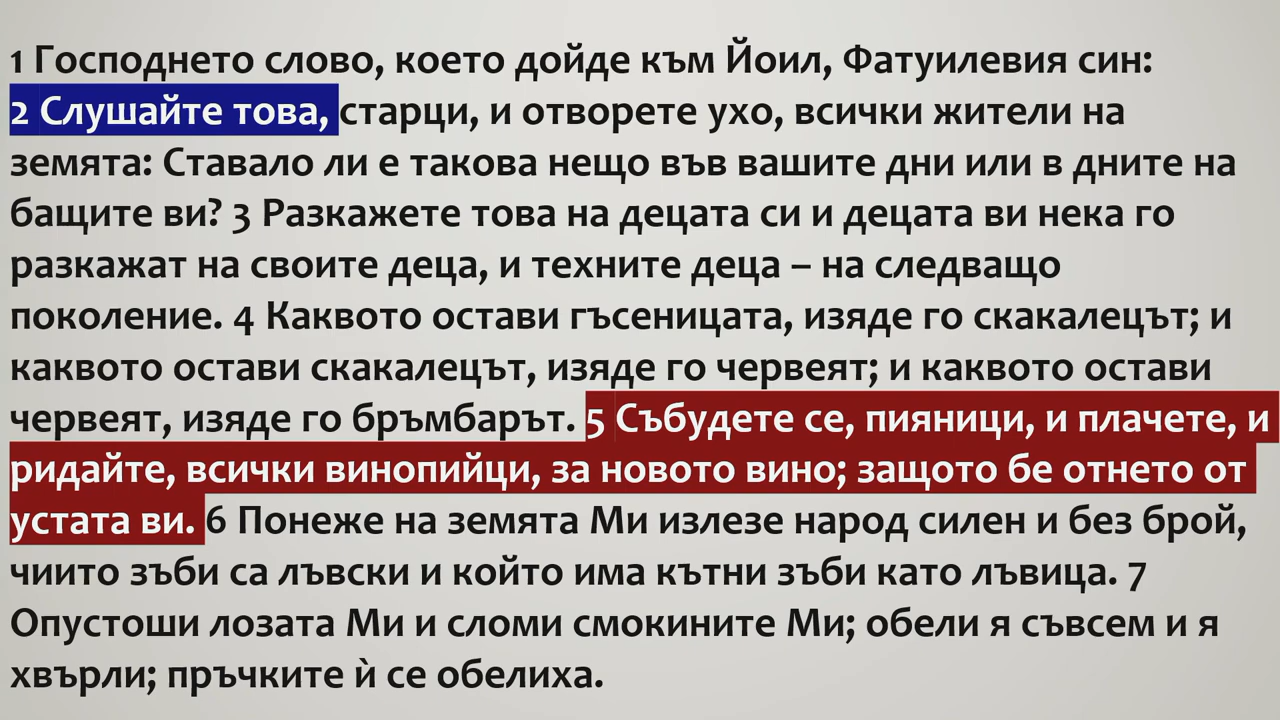 1 Господнето слово, което дойде към Йоил, Фатуилевия син:
2 Слушайте това, старци, и отворете ухо, всички жители на
земята: Ставало ли е такова нещо във вашите дни или в дните на
бащите ви? 3 Разкажете това на децата си и децата ви нека го
разкажат на своите деца, и техните деца – на следващо
поколение. 4 Каквото остави гъсеницата, изяде го скакалецът; и
каквото остави скакалецът, изяде го червеят; и каквото остави
червеят, изяде го бръмбарът. 5 Събудете се, пияници, и плачете, и
ридайте, всички винопийци, за новото вино; защото бе отнето от
устата ви. 6 Понеже на земята Ми излезе народ силен и без брой,
чиито зъби са лъвски и който има кътни зъби като лъвица. 7
Опустоши лозата Ми и сломи смокините Ми; обели я съвсем и я
хвърли; пръчките ѝ се обелиха.